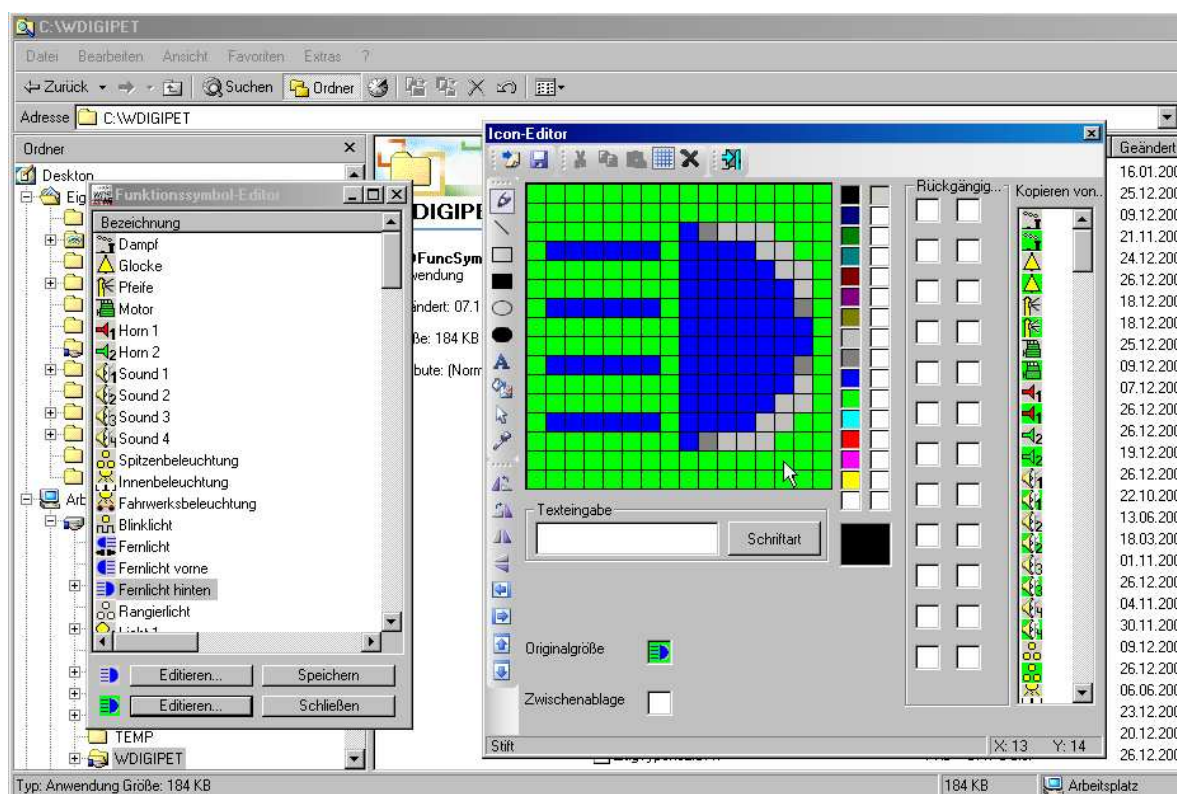 C:\WDIGIPET
Datei Bearbeiten Ansicht Favoriten Extras ?
Zurück Suchen Ordner
Adresse C:\WDIGIPET
Ordner
Desktop
Eig
Arb
TEMP
WDIGIPET
Funktionssymbol-Editor
Bezeichnung
Dampf
Glocke
Pfeife
Motor
Horn 1
Horn 2
Sound 1
Sound 2
Sound 3
Sound 4
Spitzenbeleuchtung
Innenbeleuchtung
Fahrwerksbeleuchtung
Blinklicht
Fernlicht
Fernlicht vorne
Fernlicht hinten
Rangierlicht
Editieren... Speichern
Editieren... Schließen
DIGIPE
FuncSym
wendung
ändert: 07.1
ße: 184 KB
bute: (Norm
Icon-Editor
Rückgängig...
Kopieren von..
Texteingabe
Schriftart
Originalgröße
Zwischenablage
Stift X: 13 Y: 14
Geändert
16.01.200
25.12.200
09.12.200
21.11.200
24.12.200
26.12.200
18.12.200
18.12.200
25.12.200
09.12.200
07.12.200
26.12.200
26.12.200
19.12.200
26.12.200
22.10.200
13.06.200
18.03.200
01.11.200
26.12.200
04.11.200
30.11.200
09.12.200
26.12.200
06.06.200
23.12.200
20.12.200
26.12.200
Typ: Anwendung Größe: 184 KB 184 KB Arbeitsplatz